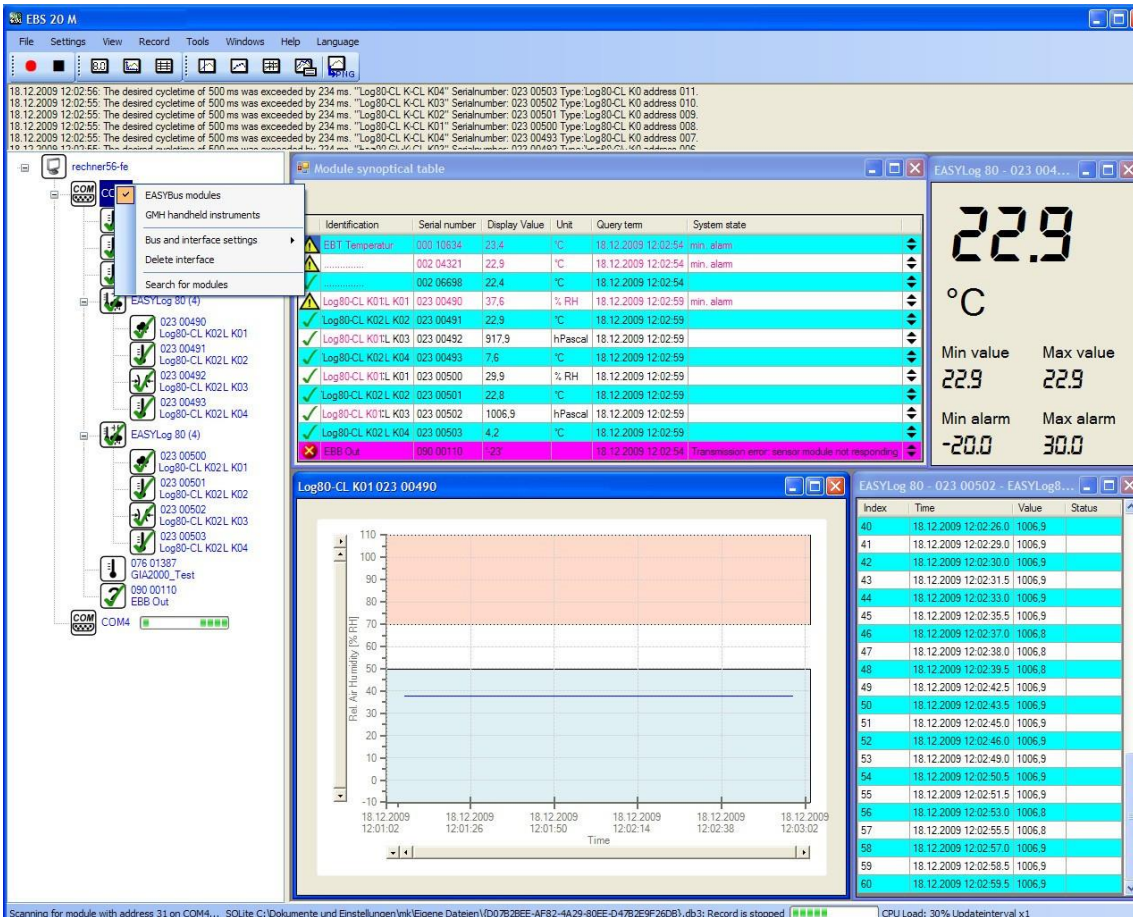 EBS 20 M
File Settings View Record Tools Windows Help Language
8.0
PNG
18.12.2009 12:02:56: The desired cycletime of 500 ms was exceeded by 234 ms. "Log80-CL K-CL K04" Serialnumber: 023 00503 Type:'Log80-CL K0 address 011.
18.12.2009 12:02:55: The desired cycletime of 500 ms was exceeded by 234 ms. "Log80-CL K-CL K03" Serialnumber: 023 00502 Type:'Log80-CL K0 address 010.
18.12.2009 12:02:55: The desired cycletime of 500 ms was exceeded by 234 ms. "Log80-CL K-CL K02" Serialnumber: 023 00501 Type:'Log80-CL K0 address 009.
18.12.2009 12:02:55: The desired cycletime of 500 ms was exceeded by 234 ms. "Log80-CL K-CL K01" Serialnumber: 023 00500 Type:'Log80-CL K0 address 008.
18.12.2009 12:02:55: The desired cycletime of 500 ms was exceeded by 234 ms. "Log80-CL K-CL K04" Serialnumber: 023 00493 Type:'Log80-CL K0 address 007.
rechner56-fe
COM
EASYBus modules
GMH handheld instruments
Bus and interface settings
Delete interface
Search for modules
EASYLog 80 (4)
023 00490
Log80-CL K02L K01
023 00491
Log80-CL K02L K02
023 00492
Log80-CL K02L K03
023 00493
Log80-CL K02L K04
EASYLog 80 (4)
023 00500
Log80-CL K02L K01
023 00501
Log80-CL K02L K02
023 00502
Log80-CL K02L K03
023 00503
Log80-CL K02L K04
076 01387
GIA2000_Test
090 00110
EBB Out
COM COM4
Module synoptical table
Identification Serial number Display Value Unit Query term System state
EBT Temperatur 000 10634 23,4 °C 18.12.2009 12:02:54 min. alarm
............... 002 04321 22,9 °C 18.12.2009 12:02:54 min. alarm
............... 002 06698 22,4 °C 18.12.2009 12:02:54
Log80-CL K01:L K01 023 00490 37,6 % RH 18.12.2009 12:02:59 min. alarm
Log80-CL K02L K02 023 00491 22,9 °C 18.12.2009 12:02:59
Log80-CL K01:L K03 023 00492 917,9 hPascal 18.12.2009 12:02:59
Log80-CL K02L K04 023 00493 7,6 °C 18.12.2009 12:02:59
Log80-CL K01:L K01 023 00500 29,9 % RH 18.12.2009 12:02:59
Log80-CL K02L K02 023 00501 22,8 °C 18.12.2009 12:02:59
Log80-CL K01:L K03 023 00502 1006,9 hPascal 18.12.2009 12:02:59
Log80-CL K02L K04 023 00503 4,2 °C 18.12.2009 12:02:59
EBB Out 090 00110 '-23' 18.12.2009 12:02:54 Transmission error: sensor module not responding
EASYLog 80 - 023 004...
22.9
°C
Min value Max value
22.9 22.9
Min alarm Max alarm
-20.0 30.0
Log80-CL K01 023 00490
110
100
90
80
70
60
50
40
30
20
10
0
-10
Rel. Air Humidity [% RH]
18.12.2009 18.12.2009 18.12.2009 18.12.2009 18.12.2009 18.12.2009
12:01:02 12:01:26 12:01:50 12:02:14 12:02:38 12:03:02
Time
EASYLog 80 - 023 00502 - EASYLog8...
Index Time Value Status
40 18.12.2009 12:02:26.0 1006,9
41 18.12.2009 12:02:29.0 1006,9
42 18.12.2009 12:02:30.0 1006,9
43 18.12.2009 12:02:31.5 1006,9
44 18.12.2009 12:02:33.0 1006,9
45 18.12.2009 12:02:35.5 1006,9
46 18.12.2009 12:02:37.0 1006,8
47 18.12.2009 12:02:38.0 1006,8
48 18.12.2009 12:02:39.5 1006,9
49 18.12.2009 12:02:42.5 1006,9
50 18.12.2009 12:02:43.5 1006,9
51 18.12.2009 12:02:45.0 1006,9
52 18.12.2009 12:02:46.0 1006,9
53 18.12.2009 12:02:49.0 1006,9
54 18.12.2009 12:02:50.5 1006,9
55 18.12.2009 12:02:51.5 1006,9
56 18.12.2009 12:02:53.0 1006,8
57 18.12.2009 12:02:55.5 1006,8
58 18.12.2009 12:02:57.0 1006,9
59 18.12.2009 12:02:58.5 1006,9
60 18.12.2009 12:02:59.5 1006,9
Scanning for module with address 31 on COM4... SQLite C:\Dokumente und Einstellungen\mk\Eigene Dateien\{D07B2BEE-AF82-4A29-80EE-D47B2E9F26DB}.db3: Record is stopped CPU Load: 30% Updateinterval x1